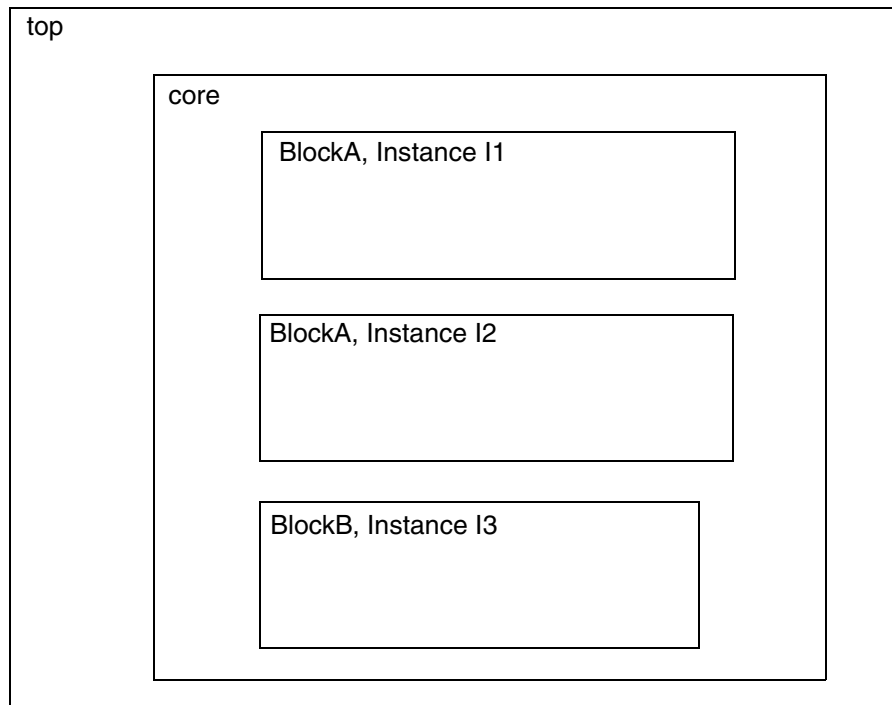 top
core
BlockA, Instance I1
BlockA, Instance I2
BlockB, Instance I3